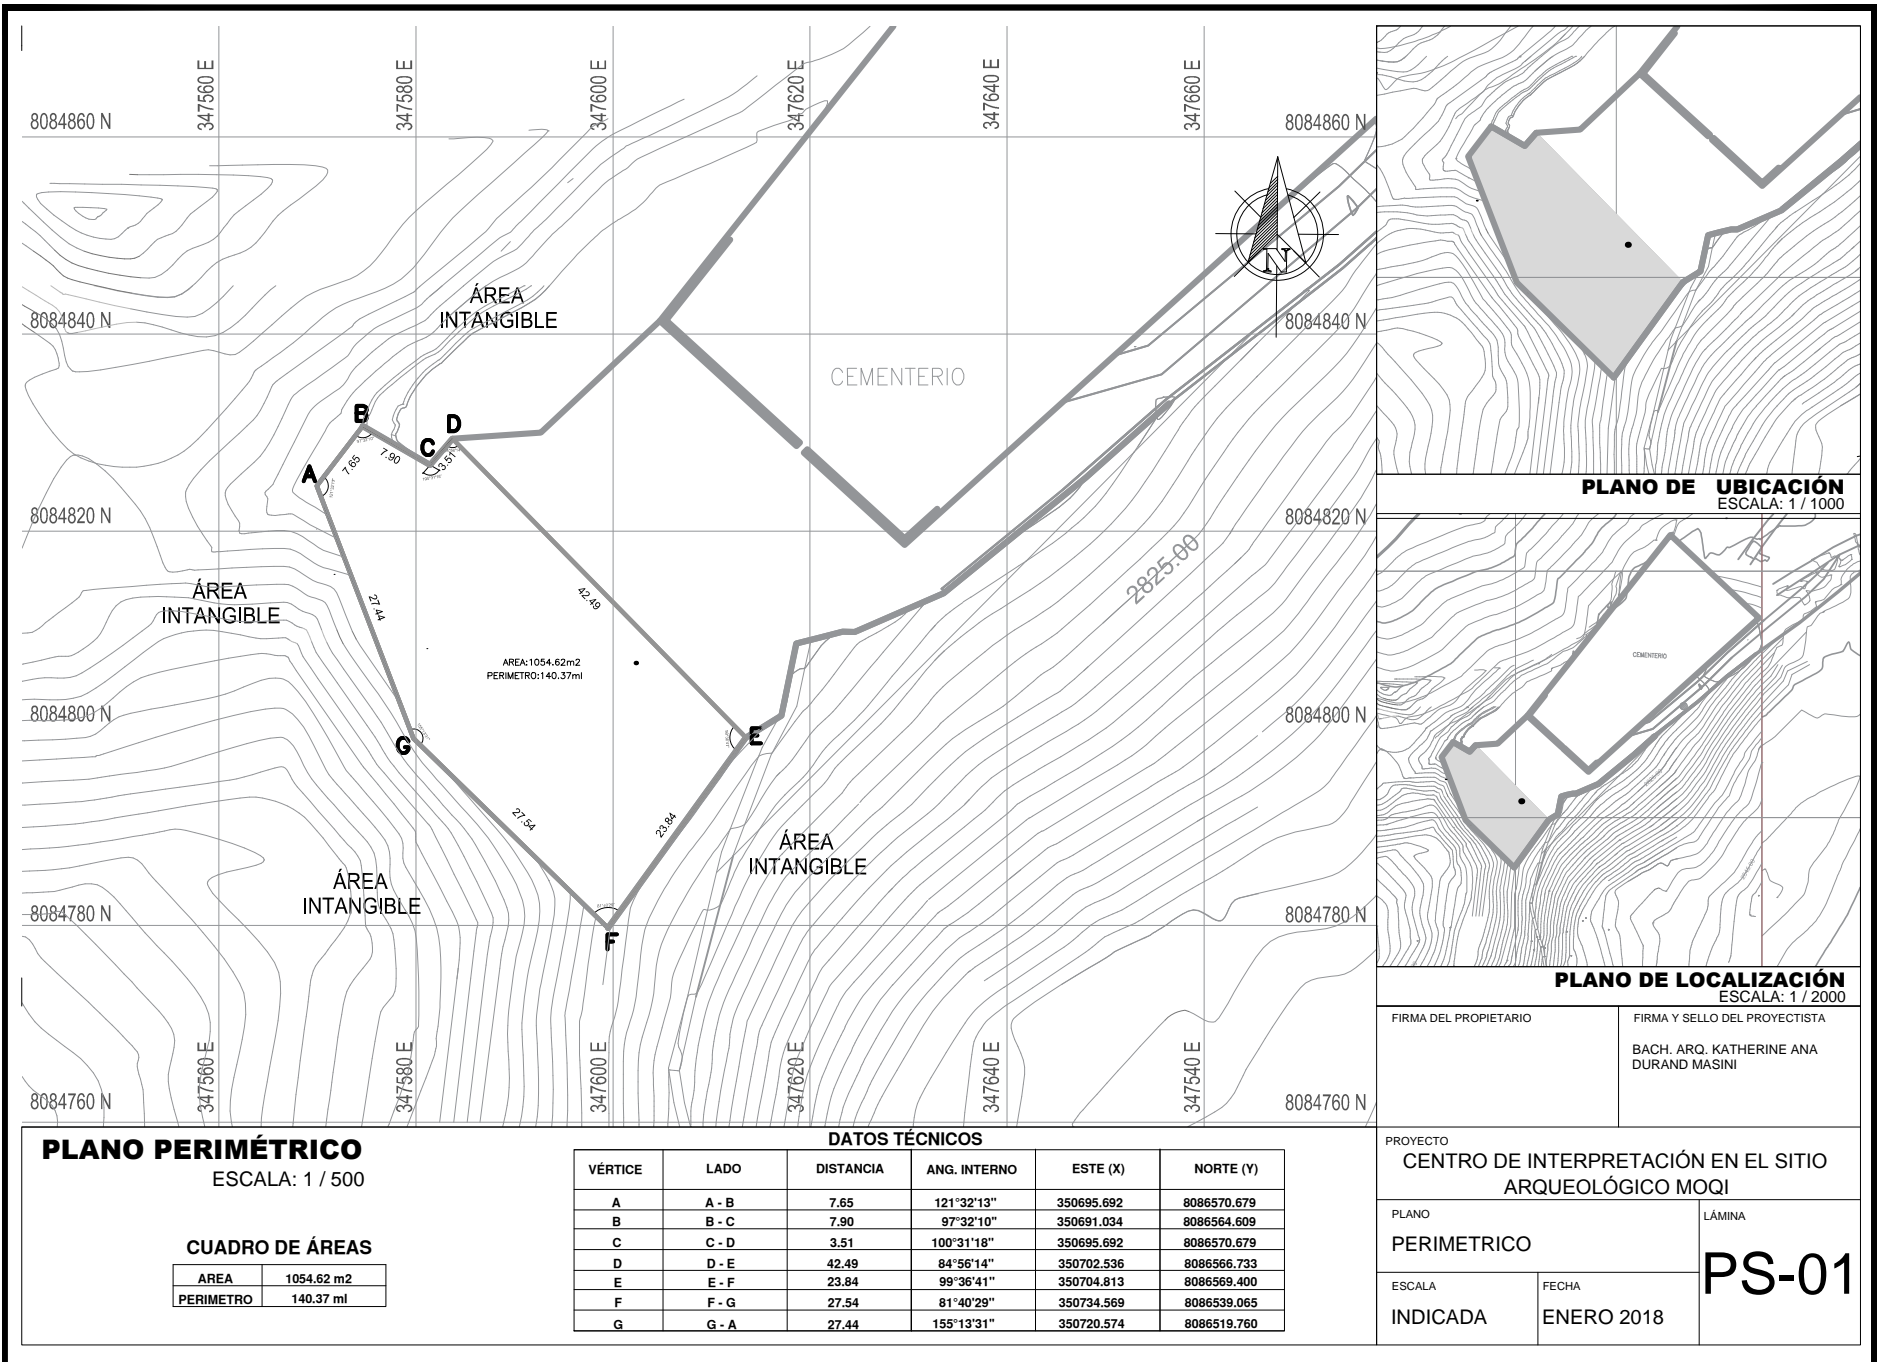 347560 E
347580 E
347600 E
347620 E
347640 E
347660 E
8084860 N
8084860 N
ÁREA
INTANGIBLE
8084840 N
8084840 N
N
CEMENTERIO
B
D
C
A
7.65
7.90
3.51
8084820 N
8084820 N
2825.00
ÁREA
INTANGIBLE
27.44
42.49
AREA:1054.62m2
PERIMETRO:140.37ml
8084800 N
8084800 N
G
E
27.54
23.84
ÁREA
INTANGIBLE
ÁREA
INTANGIBLE
8084780 N
8084780 N
F
347560 E
347580 E
347600 E
347620 E
347640 E
347540 E
8084760 N
8084760 N
PLANO DE UBICACIÓN
ESCALA: 1 / 1000
CEMENTERIO
PLANO DE LOCALIZACIÓN
ESCALA: 1 / 2000
FIRMA DEL PROPIETARIO
FIRMA Y SELLO DEL PROYECTISTA
BACH. ARQ. KATHERINE ANA
DURAND MASINI
PLANO PERIMÉTRICO
ESCALA: 1 / 500
CUADRO DE ÁREAS
AREA 1054.62 m2
PERIMETRO 140.37 ml
DATOS TÉCNICOS
VÉRTICE LADO DISTANCIA ANG. INTERNO ESTE (X) NORTE (Y)
A A - B 7.65 121°32'13" 350695.692 8086570.679
B B - C 7.90 97°32'10" 350691.034 8086564.609
C C - D 3.51 100°31'18" 350695.692 8086570.679
D D - E 42.49 84°56'14" 350702.536 8086566.733
E E - F 23.84 99°36'41" 350704.813 8086569.400
F F - G 27.54 81°40'29" 350734.569 8086539.065
G G - A 27.44 155°13'31" 350720.574 8086519.760
PROYECTO
CENTRO DE INTERPRETACIÓN EN EL SITIO
ARQUEOLÓGICO MOQI
PLANO
PERIMETRICO
LÁMINA
PS-01
ESCALA
INDICADA
FECHA
ENERO 2018